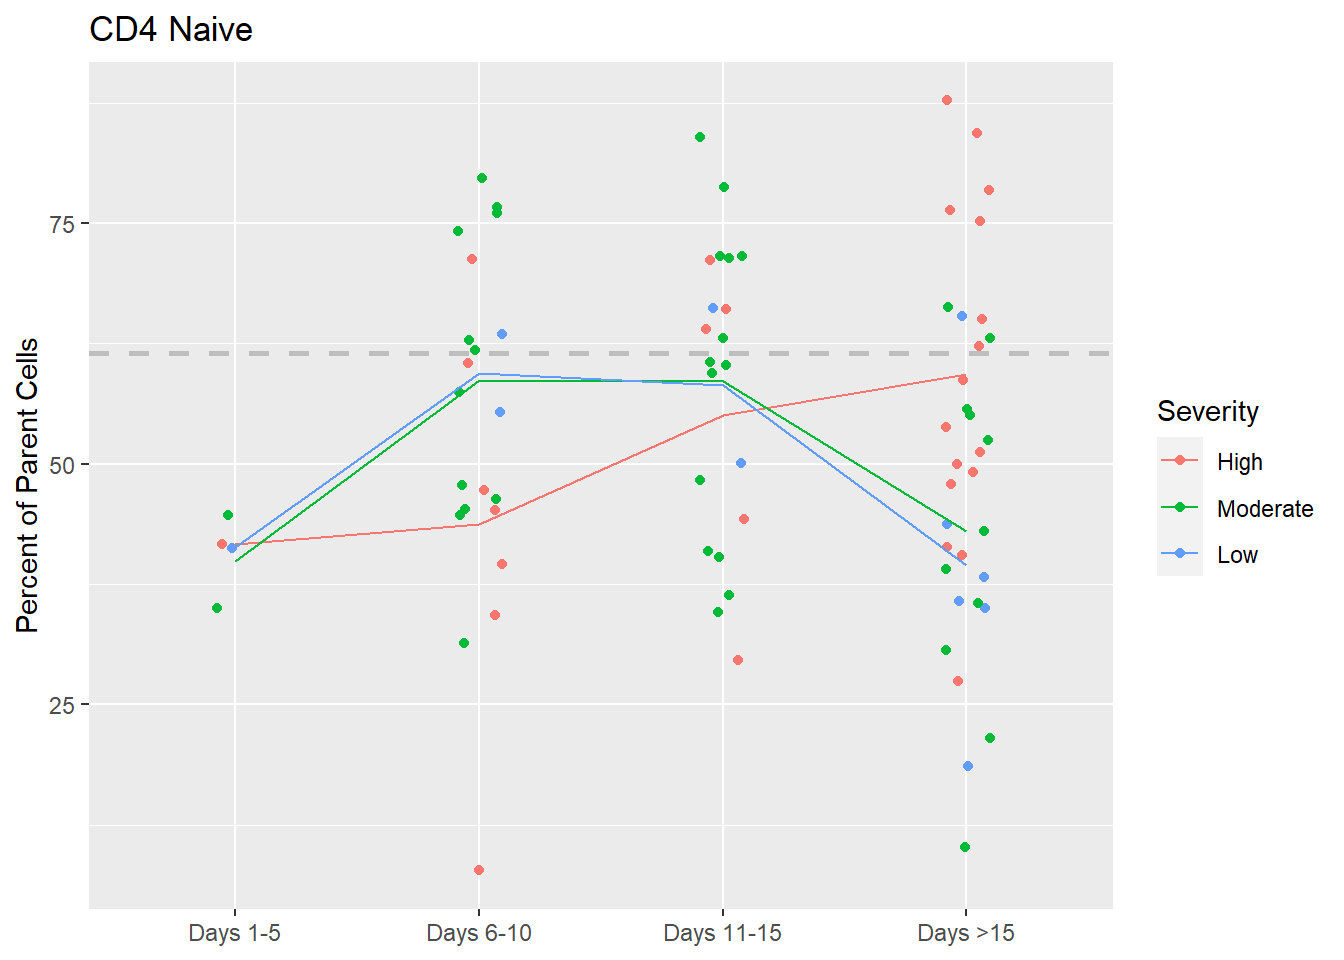 CD4 Naive
Percent of Parent Cells
75
50
25
Days 1-5
Days 6-10
Days 11-15
Days >15
Severity
High
Moderate
Low